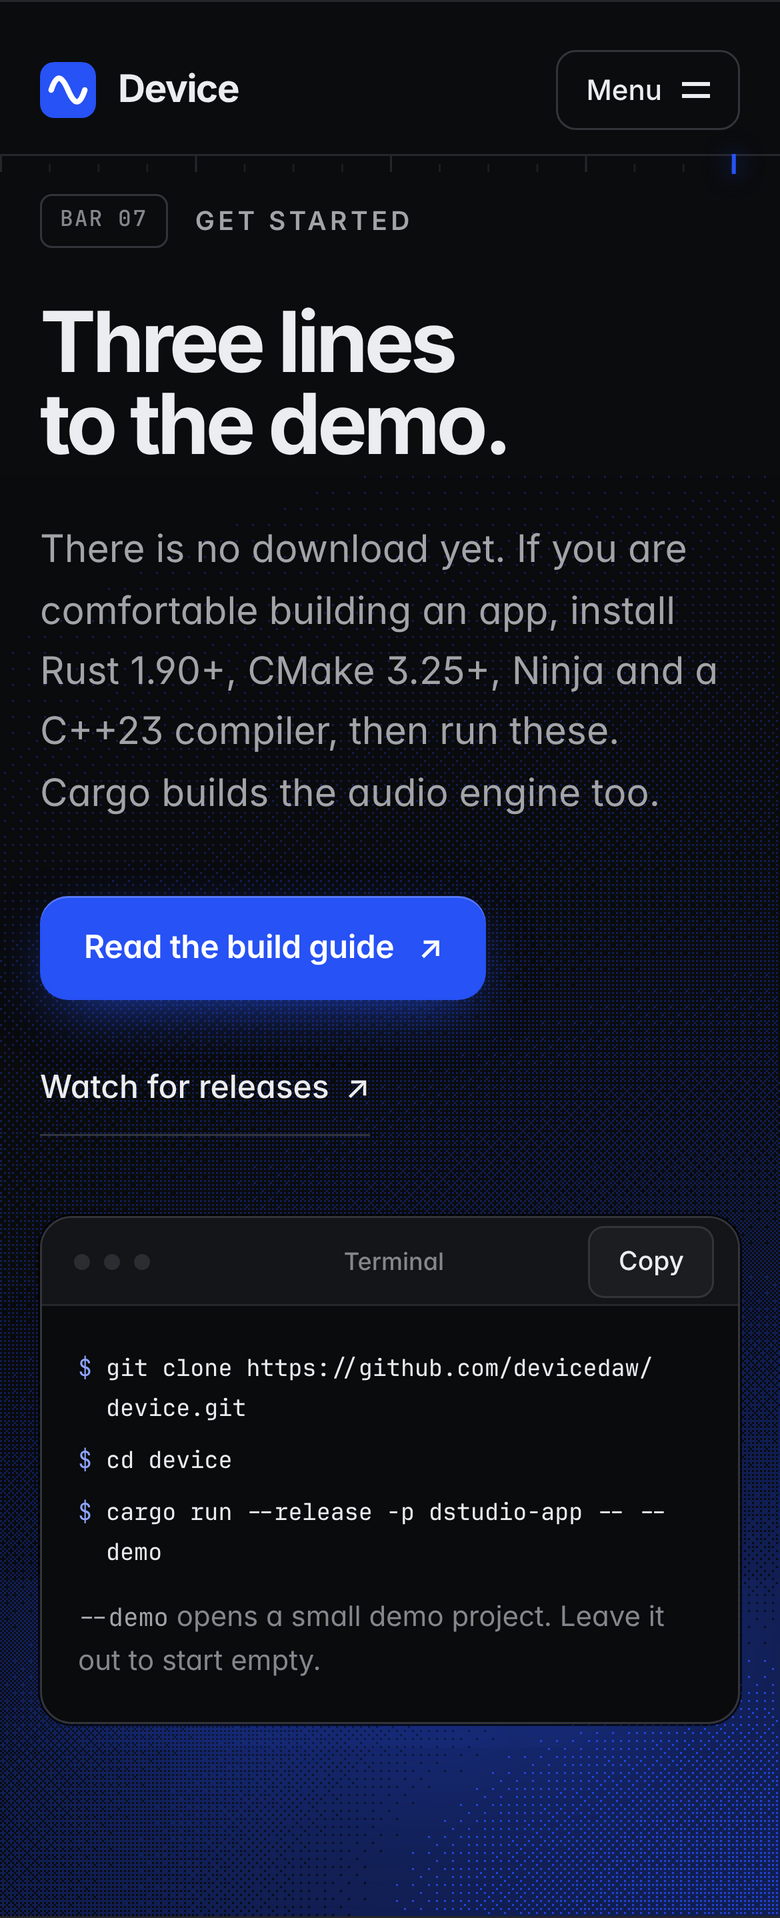 Device
Menu
BAR 07
GET STARTED
Three lines
to the demo.
There is no download yet. If you are
comfortable building an app, install
Rust 1.90+, CMake 3.25+, Ninja and a
C++23 compiler, then run these.
Cargo builds the audio engine too.
Read the build guide ↗
Watch for releases ↗
Terminal
Copy
$ git clone https://github.com/devicedaw/
device.git
$ cd device
$ cargo run --release -p dstudio-app -- --
demo
--demo opens a small demo project. Leave it
out to start empty.